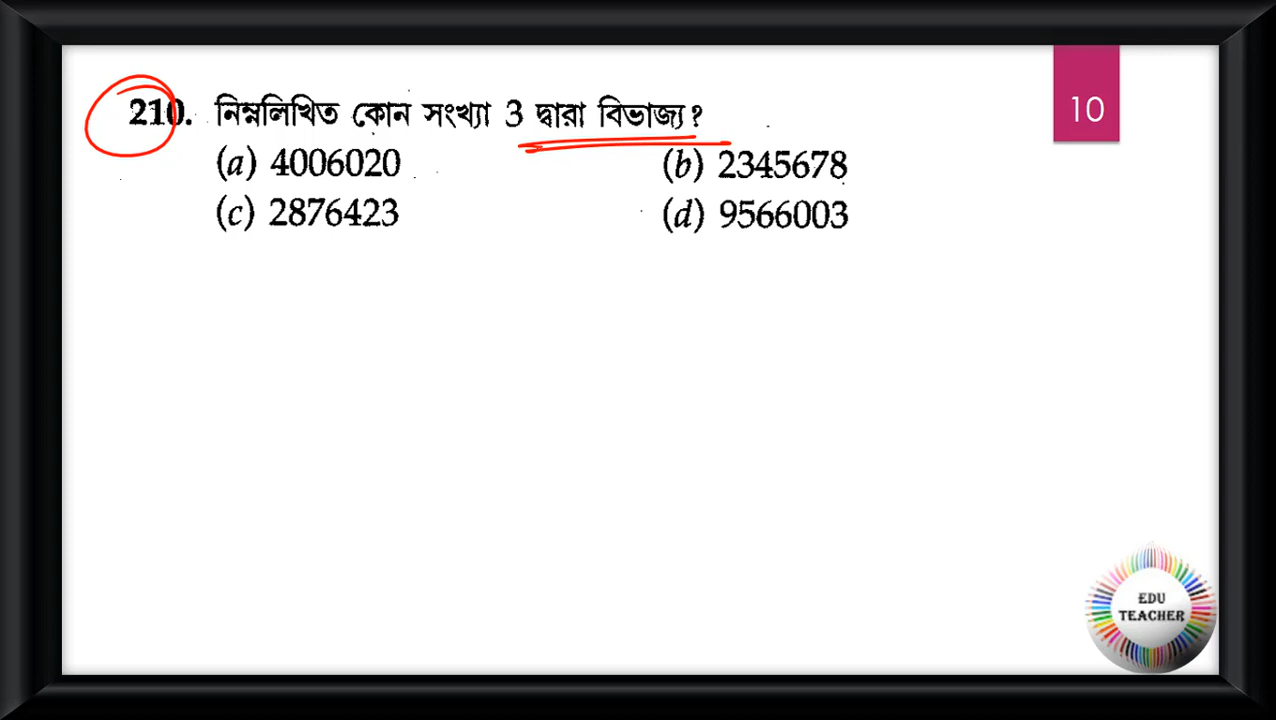 210. নিম্নলিখিত কোন সংখ্যা 3 দ্বারা বিভাজ্য?
10
(a) 4006020 (b) 2345678
(c) 2876423 (d) 9566003
EDU
TEACHER